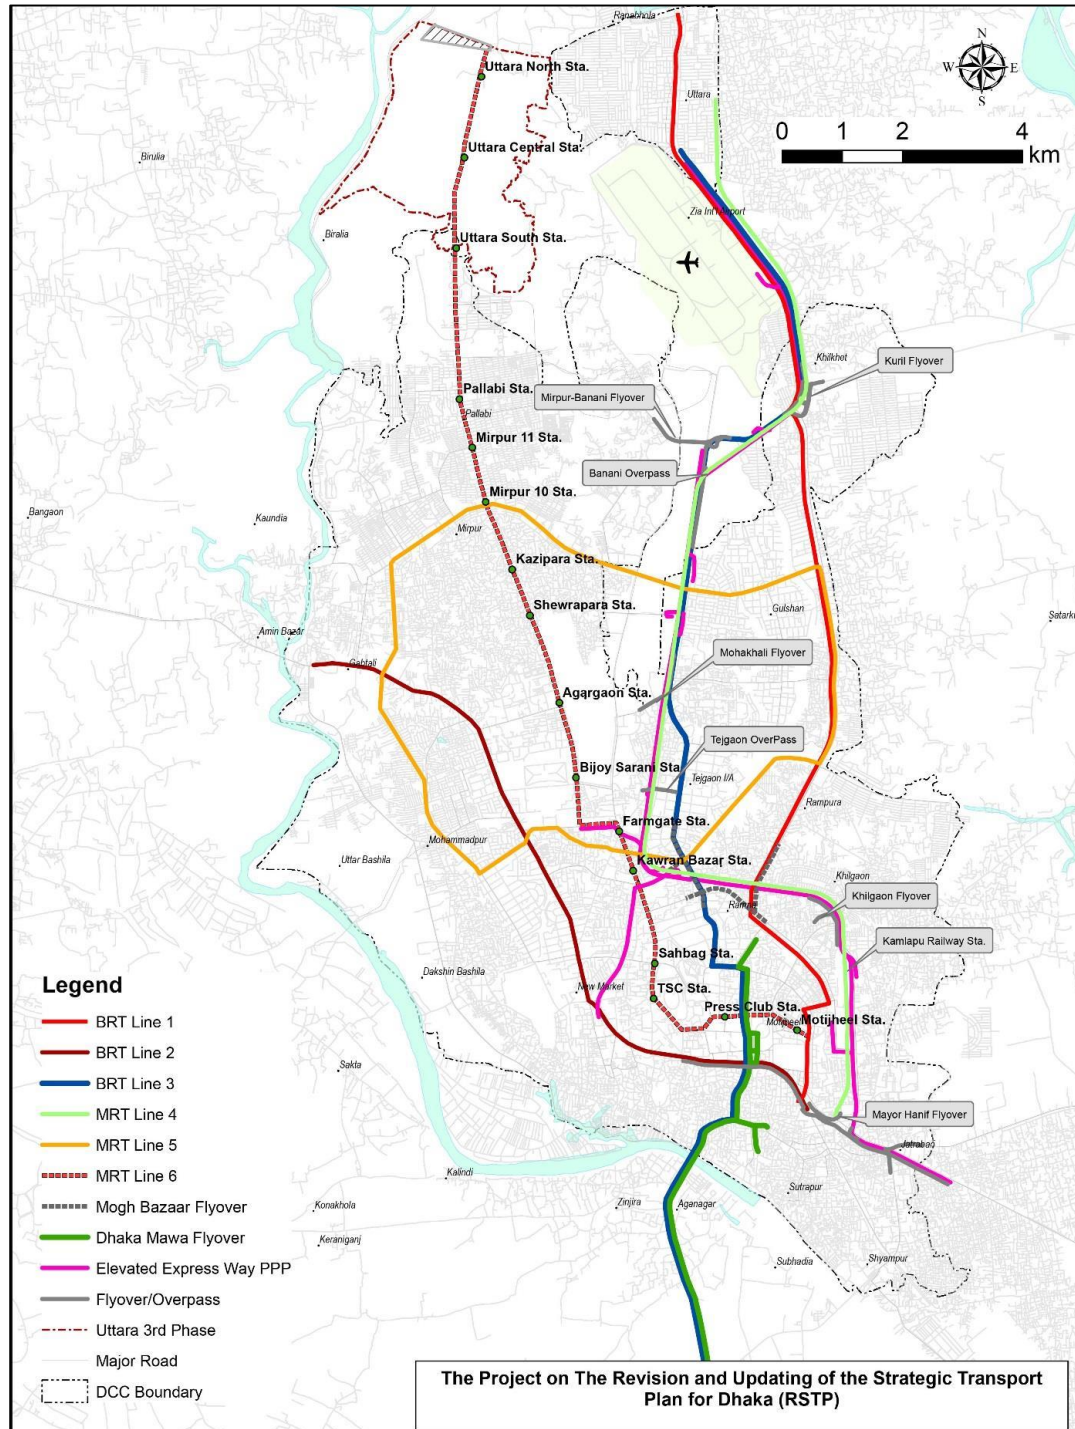 Ranabhola
N
W E
S
Uttara North Sta.
Uttara
0 1 2 4
km
Uttara Central Sta.
Birulia
Zia Int'l Airport
Biralia
Uttara South Sta.
Khilkhet
Kuril Flyover
Pallabi Sta.
Mirpur-Banani Flyover
Pallabi
Mirpur 11 Sta.
Banani Overpass
Mirpur 10 Sta.
Bangaon
Kaundia
Mirpur
Kazipara Sta.
Shewrapara Sta.
Gulshan
Amin Bazar
Mohakhali Flyover
Gabtali
Agargaon Sta.
Tejgaon OverPass
Bijoy Sarani Sta.
Tejgaon I/A
Rampura
Farmgate Sta.
Mohammadpur
Uttar Bashila
Kawran Bazar Sta.
Khilgaon
Khilgaon Flyover
Ramna
Kamlapu Railway Sta.
Sahbag Sta.
Dakshin Bashila
New Market
TSC Sta.
Press Club Sta.
Motijheel
Motijheel Sta.
Sakta
Mayor Hanif Flyover
Jatrabari
Kalindi
Sutrapur
Konakhola
Zinjira
Aganagar
Keraniganj
Subhadia
Shyampur
Legend
BRT Line 1
BRT Line 2
BRT Line 3
MRT Line 4
MRT Line 5
MRT Line 6
Mogh Bazaar Flyover
Dhaka Mawa Flyover
Elevated Express Way PPP
Flyover/Overpass
Uttara 3rd Phase
Major Road
DCC Boundary
The Project on The Revision and Updating of the Strategic Transport
Plan for Dhaka (RSTP)